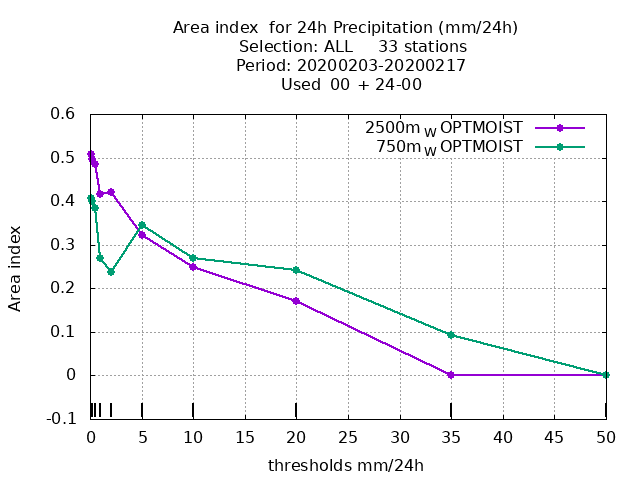 Area index  for 24h Precipitation (mm/24h)
Selection: ALL     33 stations
Period: 20200203-20200217
Used  00 + 24-00
2500m W OPTMOIST
750m W OPTMOIST
0.6
0.5
0.4
0.3
0.2
0.1
0
-0.1
Area index
0 5 10 15 20 25 30 35 40 45 50
thresholds mm/24h